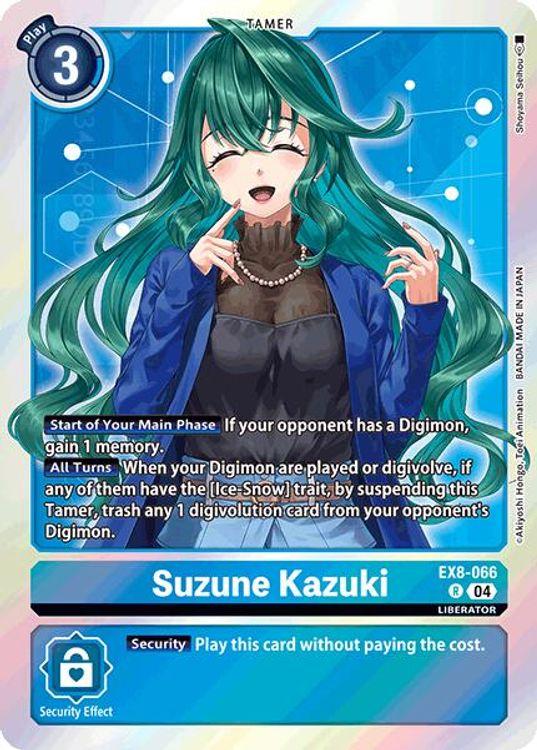 TAMER
Play
3
Shoyama Seihou
Start of Your Main Phase If your opponent has a Digimon,
gain 1 memory.
All Turns When your Digimon are played or digivolve, if
any of them have the [Ice-Snow] trait, by suspending this
Tamer, trash any 1 digivolution card from your opponent's
Digimon.
©Akiyoshi Hongo, Toei Animation BANDAI MADE IN JAPAN
Suzune Kazuki
EX8-066
R 04
LIBERATOR
Security Play this card without paying the cost.
Security Effect